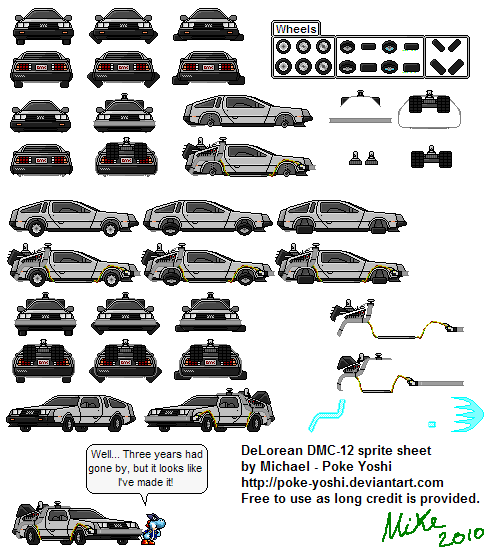 Wheels
Well... Three years had
gone by, but it looks like
I've made it!
DeLorean DMC-12 sprite sheet
by Michael - Poke Yoshi
http://poke-yoshi.deviantart.com
Free to use as long credit is provided.
Mike
2010